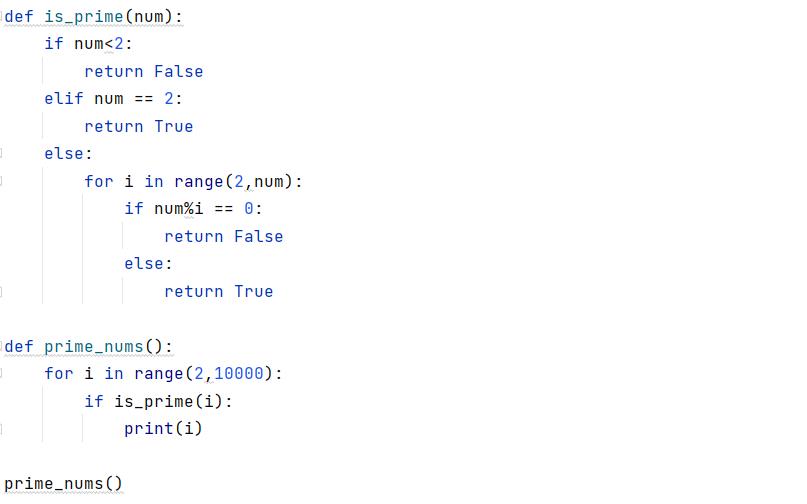 def is_prime(num):
    if num<2:
        return False
    elif num == 2:
        return True
    else:
        for i in range(2,num):
            if num%i == 0:
                return False
            else:
                return True

def prime_nums():
    for i in range(2,10000):
        if is_prime(i):
            print(i)

prime_nums()